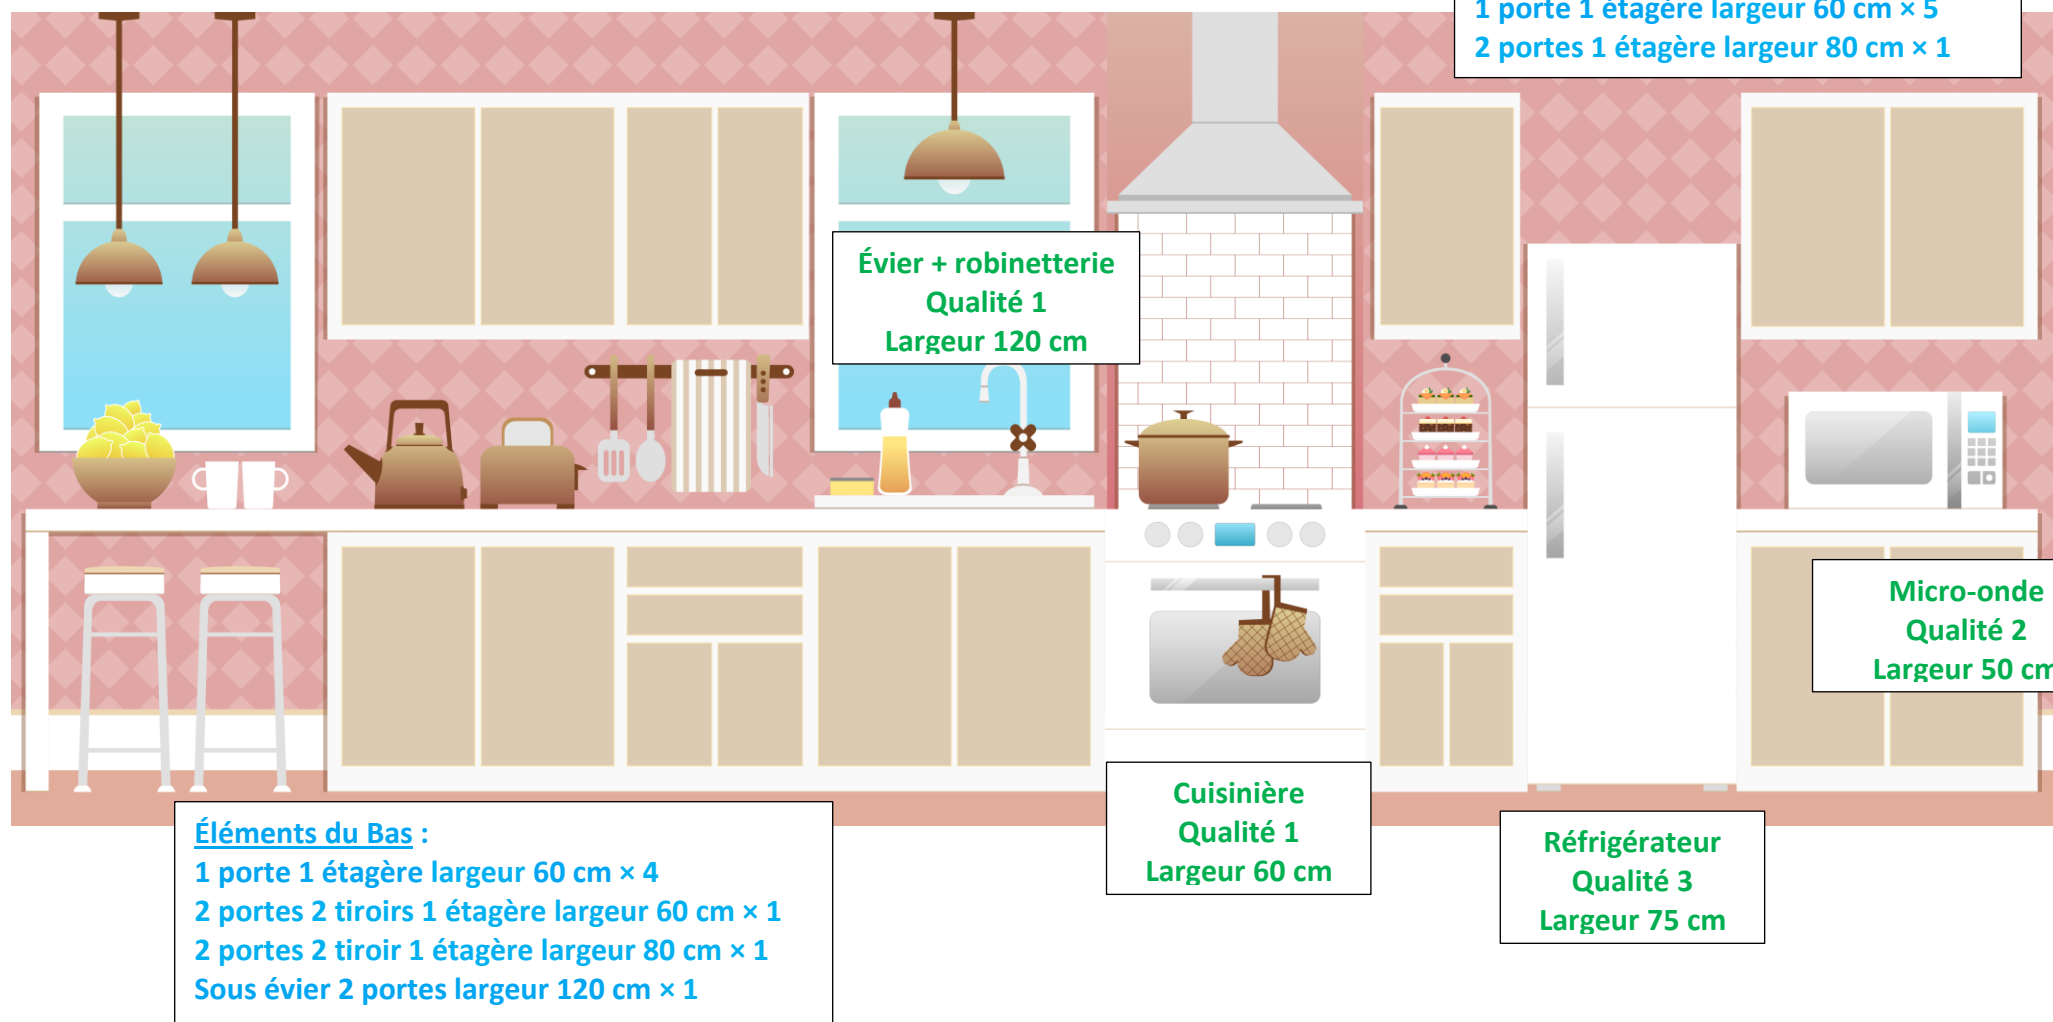 1 porte 1 étagère largeur 60 cm × 5
2 portes 1 étagère largeur 80 cm × 1
Évier + robinetterie
Qualité 1
Largeur 120 cm
Micro-onde
Qualité 2
Largeur 50 cm
Cuisinière
Qualité 1
Largeur 60 cm
Réfrigérateur
Qualité 3
Largeur 75 cm
Éléments du Bas :
1 porte 1 étagère largeur 60 cm × 4
2 portes 2 tiroirs 1 étagère largeur 60 cm × 1
2 portes 2 tiroir 1 étagère largeur 80 cm × 1
Sous évier 2 portes largeur 120 cm × 1